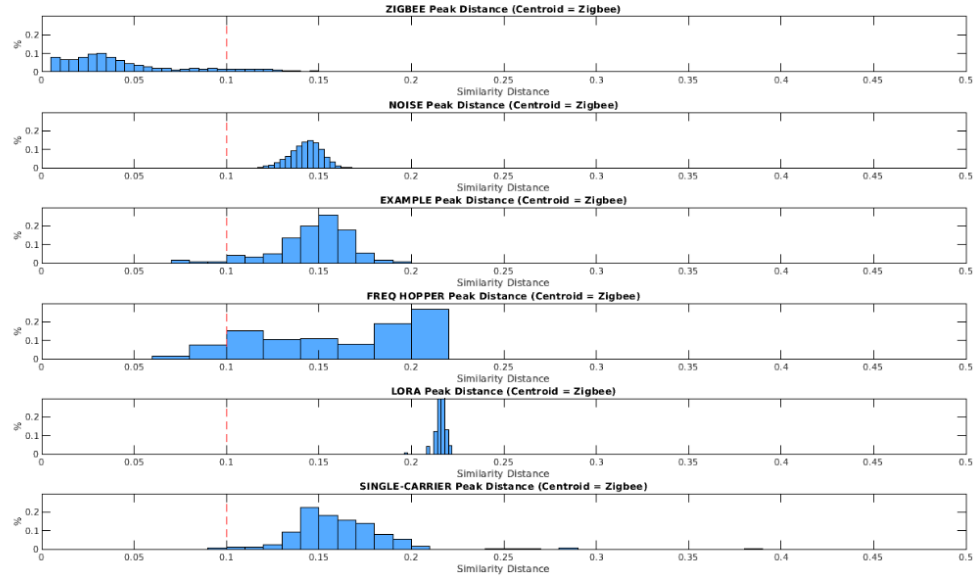 ZIGBEE Peak Distance (Centroid = Zigbee)
%
0.2
0.1
0
0 0.05 0.1 0.15 0.2 0.25 0.3 0.35 0.4 0.45 0.5
Similarity Distance
NOISE Peak Distance (Centroid = Zigbee)
%
0.2
0.1
0
0 0.05 0.1 0.15 0.2 0.25 0.3 0.35 0.4 0.45 0.5
Similarity Distance
EXAMPLE Peak Distance (Centroid = Zigbee)
%
0.2
0.1
0
0 0.05 0.1 0.15 0.2 0.25 0.3 0.35 0.4 0.45 0.5
Similarity Distance
FREQ HOPPER Peak Distance (Centroid = Zigbee)
%
0.2
0.1
0
0 0.05 0.1 0.15 0.2 0.25 0.3 0.35 0.4 0.45 0.5
Similarity Distance
LORA Peak Distance (Centroid = Zigbee)
%
0.2
0.1
0
0 0.05 0.1 0.15 0.2 0.25 0.3 0.35 0.4 0.45 0.5
Similarity Distance
SINGLE-CARRIER Peak Distance (Centroid = Zigbee)
%
0.2
0.1
0
0 0.05 0.1 0.15 0.2 0.25 0.3 0.35 0.4 0.45 0.5
Similarity Distance